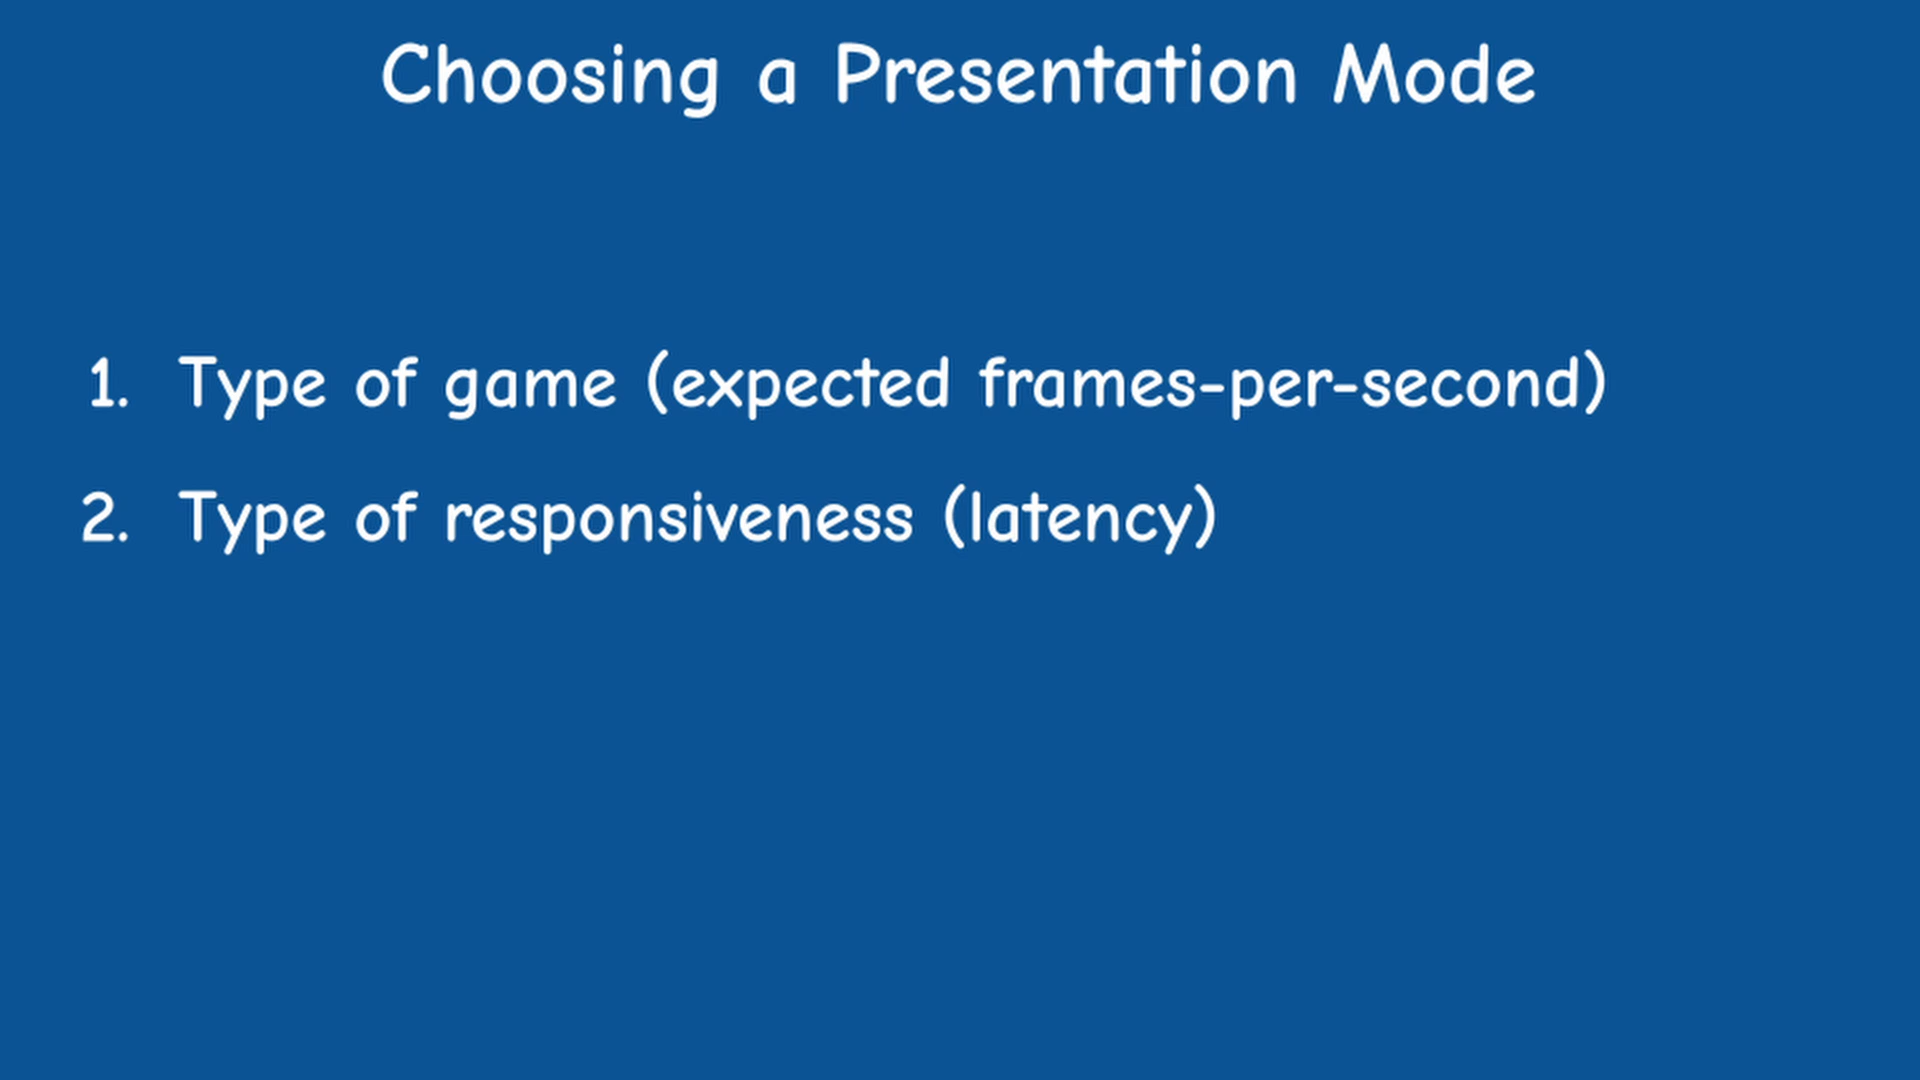 Choosing a Presentation Mode
1. Type of game (expected frames-per-second)
2. Type of responsiveness (latency)